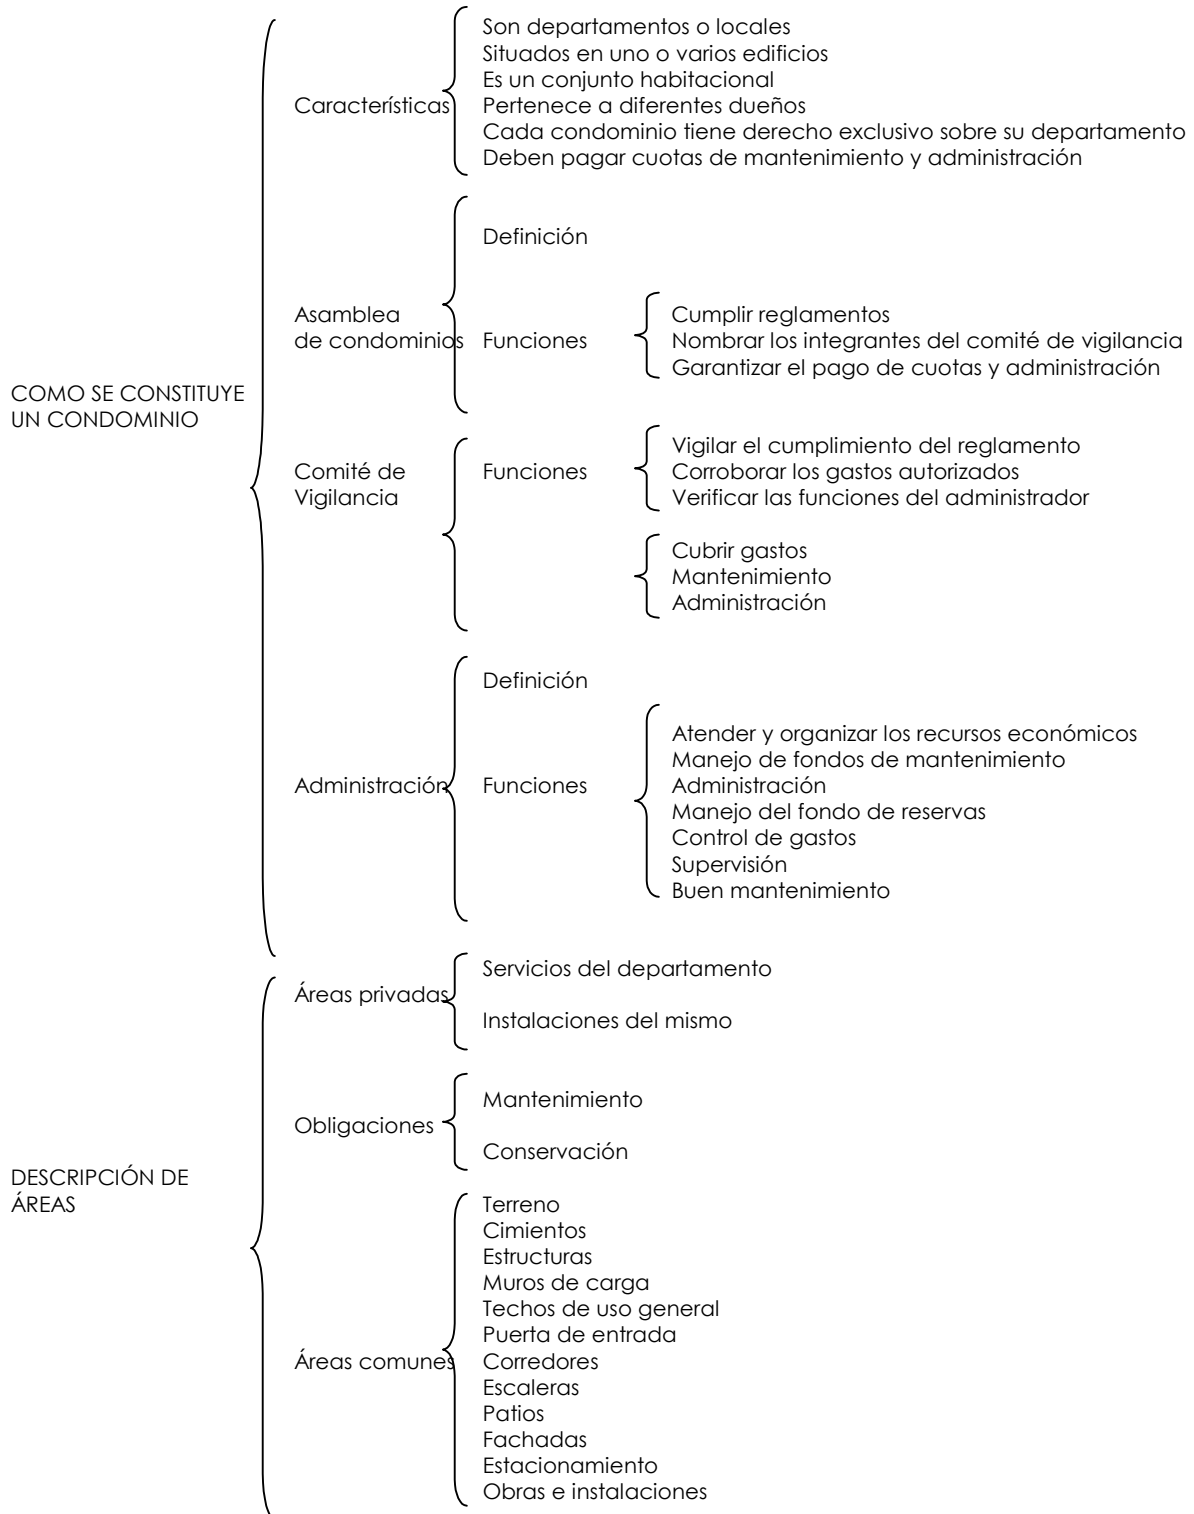 COMO SE CONSTITUYE
UN CONDOMINIO
Característicаs
Son departamentos o locales
Situados en uno o varios edificios
Es un conjunto habitacional
Pertenece a diferentes dueños
Cada condominio tiene derecho exclusivo sobre su departamento
Deben pagar cuotas de mantenimiento y administración
Asamblea
de condominios
Definición
Funciones
Cumplir reglamentos
Nombrar los integrantes del comité de vigilancia
Garantizar el pago de cuotas y administración
Comité de
Vigilancia
Funciones
Vigilar el cumplimiento del reglamento
Corroborar los gastos autorizados
Verificar las funciones del administrador
Cubrir gastos
Mantenimiento
Administración
Administración
Definición
Funciones
Atender y organizar los recursos económicos
Manejo de fondos de mantenimiento
Administración
Manejo del fondo de reservas
Control de gastos
Supervisión
Buen mantenimiento
DESCRIPCIÓN DE
ÁREAS
Áreas privadas
Servicios del departamento
Instalaciones del mismo
Obligaciones
Mantenimiento
Conservación
Áreas comunes
Terreno
Cimientos
Estructuras
Muros de carga
Techos de uso general
Puerta de entrada
Corredores
Escaleras
Patios
Fachadas
Estacionamiento
Obras e instalaciones